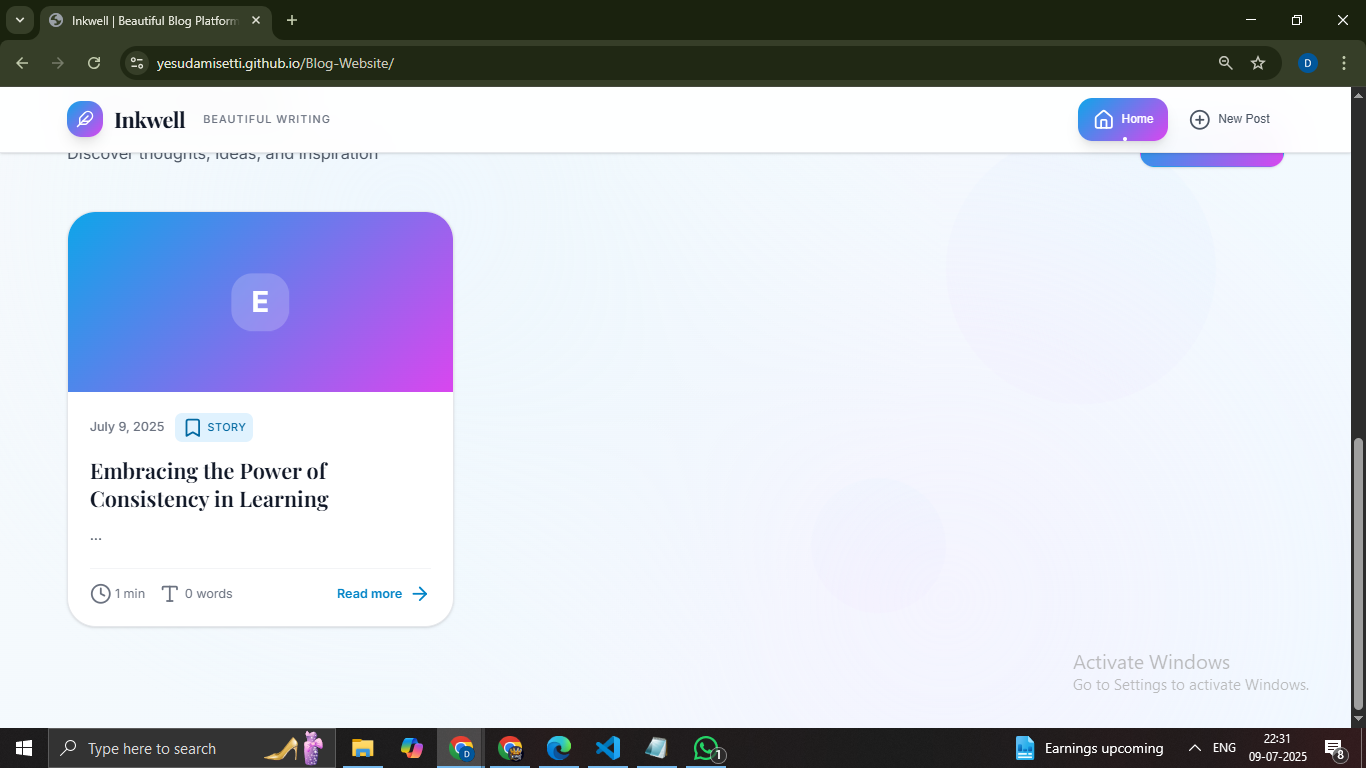 Inkwell | Beautiful Blog Platform
yesudamisetti.github.io/Blog-Website/
D
Inkwell
BEAUTIFUL WRITING
Home
New Post
Discover thoughts, ideas, and inspiration
E
July 9, 2025
STORY
Embracing the Power of
Consistency in Learning
...
1 min
0 words
Read more
Activate Windows
Go to Settings to activate Windows.
Type here to search
D
1
Earnings upcoming
ENG
22:31
09-07-2025
8